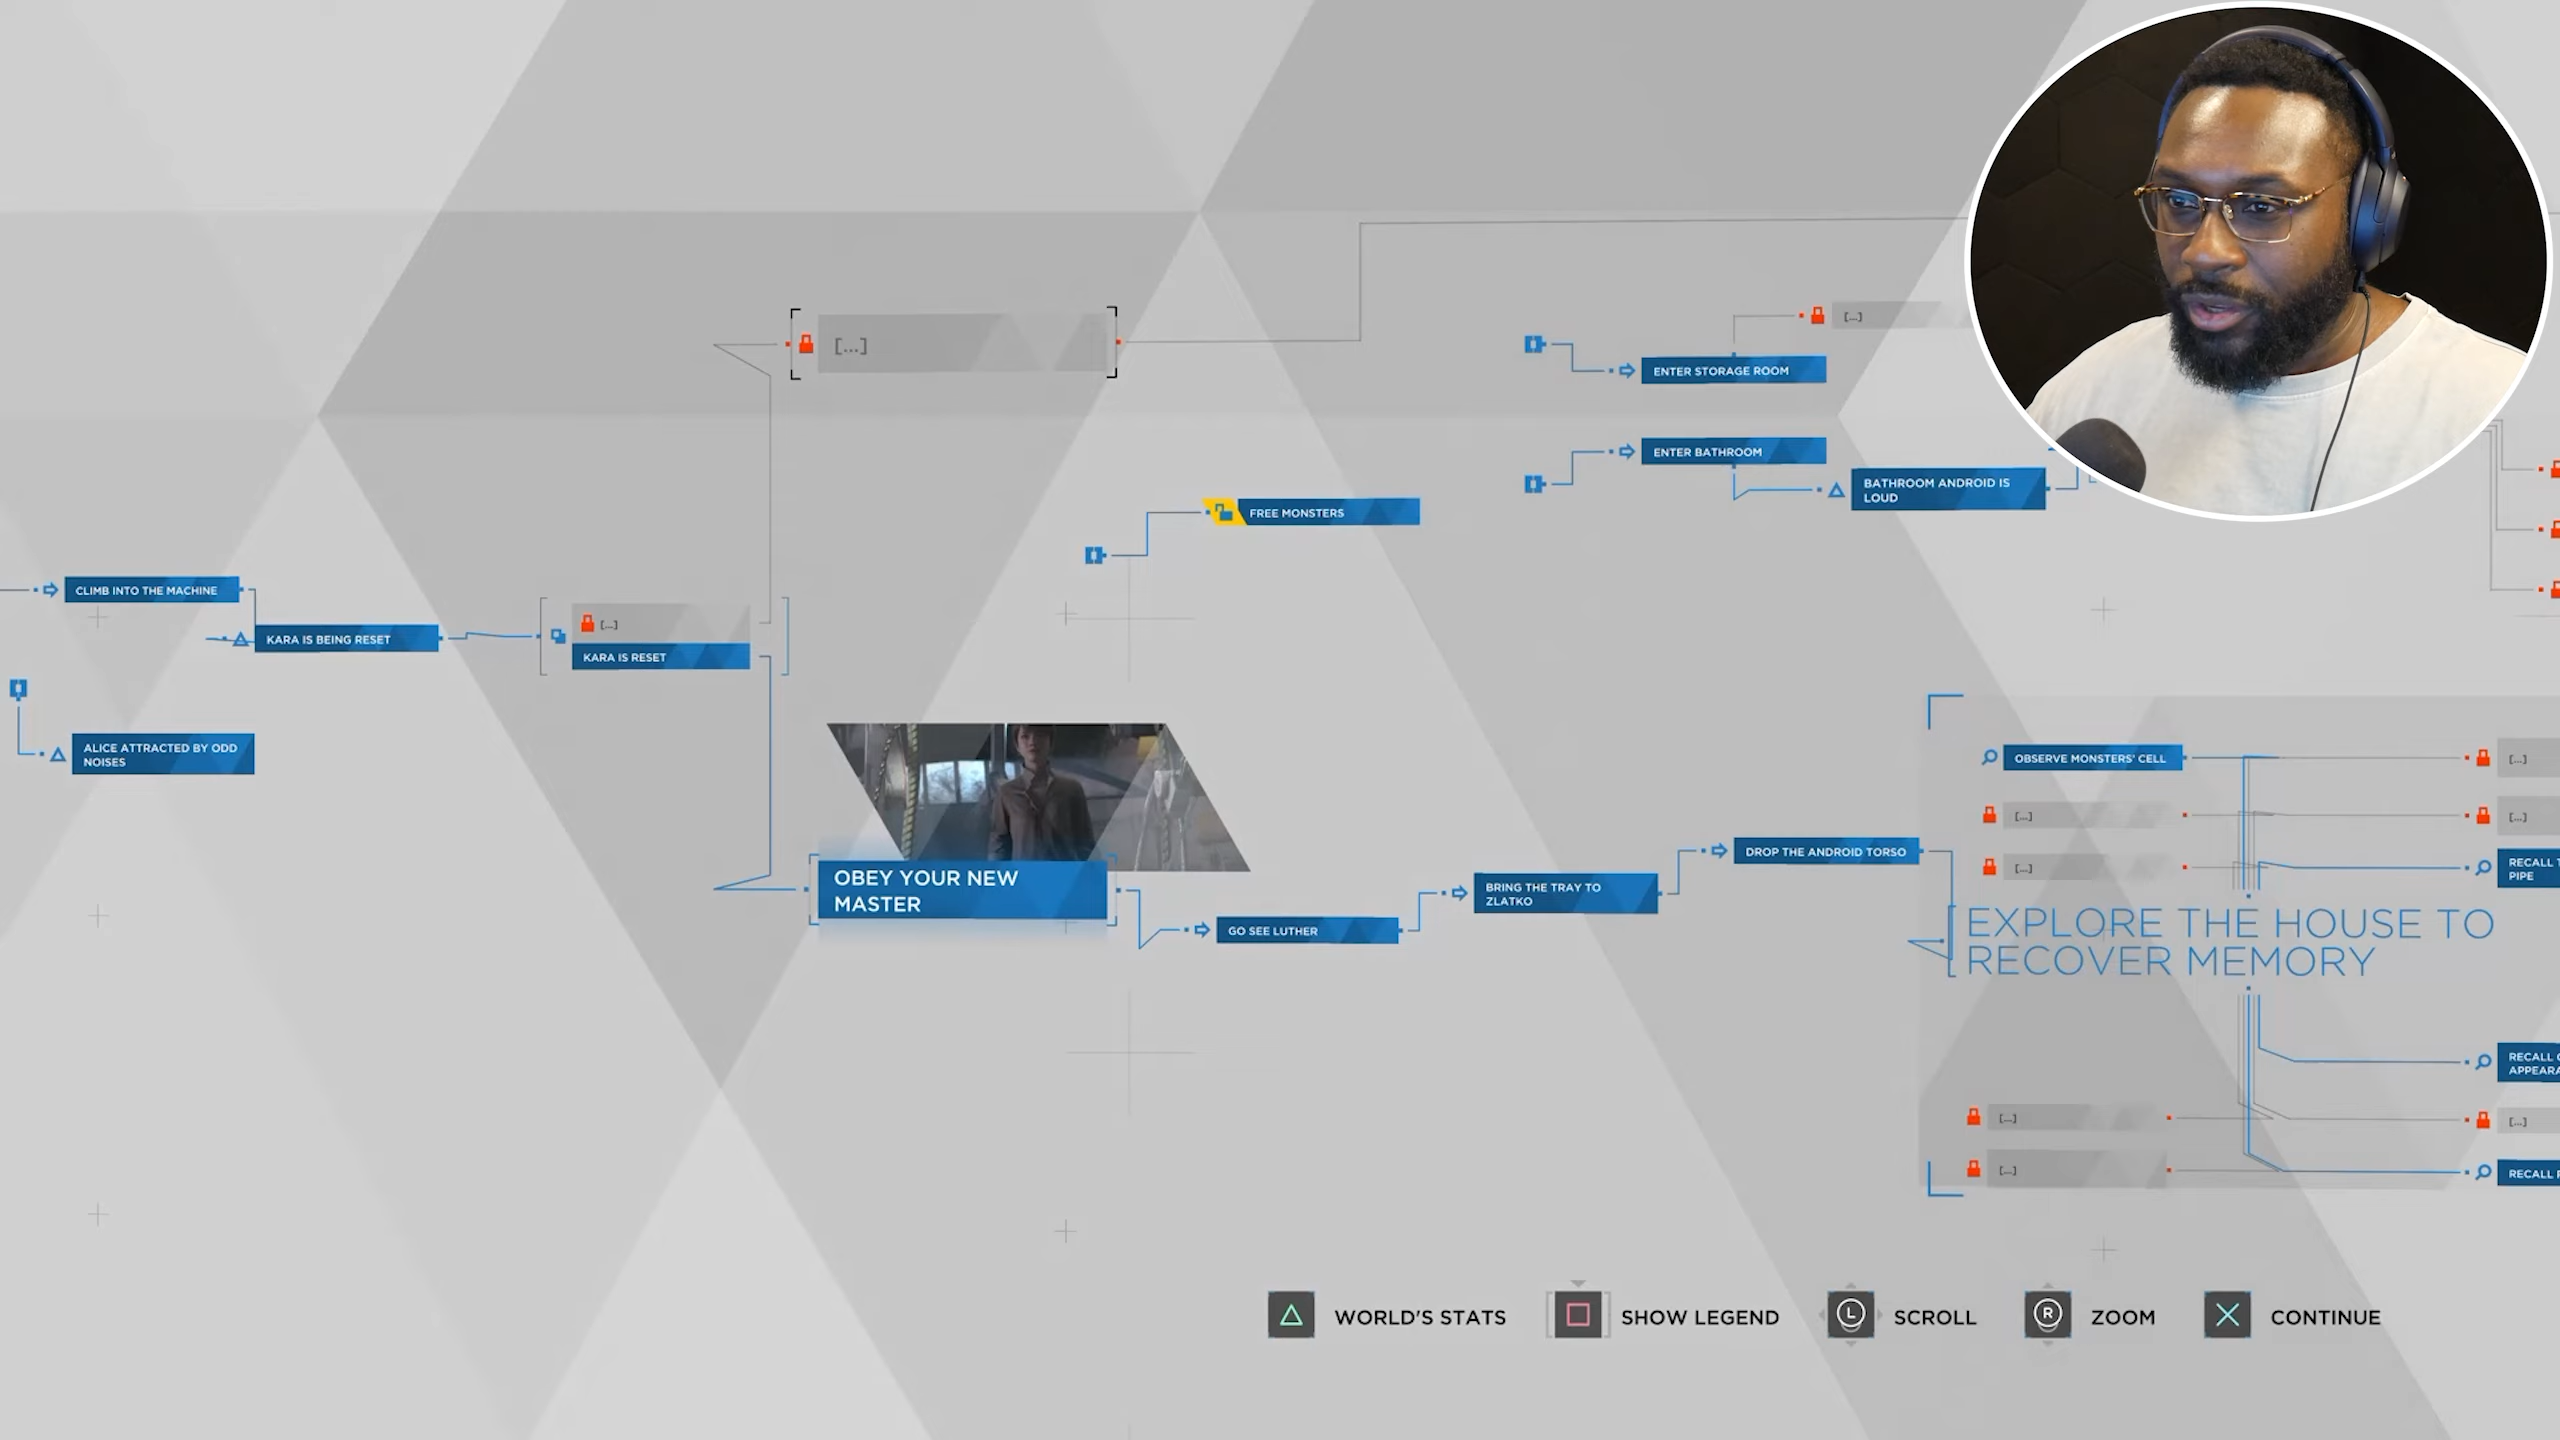 [...]
[...]
ENTER STORAGE ROOM
ENTER BATHROOM
BATHROOM ANDROID IS
LOUD
FREE MONSTERS
CLIMB INTO THE MACHINE
KARA IS BEING RESET
[...]
KARA IS RESET
ALICE ATTRACTED BY ODD
NOISES
OBEY YOUR NEW
MASTER
GO SEE LUTHER
BRING THE TRAY TO
ZLATKO
DROP THE ANDROID TORSO
OBSERVE MONSTERS' CELL
[...]
[...]
[...]
[...]
[...]
RECALL
PIPE
EXPLORE THE HOUSE TO
RECOVER MEMORY
RECALL
[...]
[...]
[...]
RECALL
WORLD'S STATS
SHOW LEGEND
L
SCROLL
R
ZOOM
CONTINUE